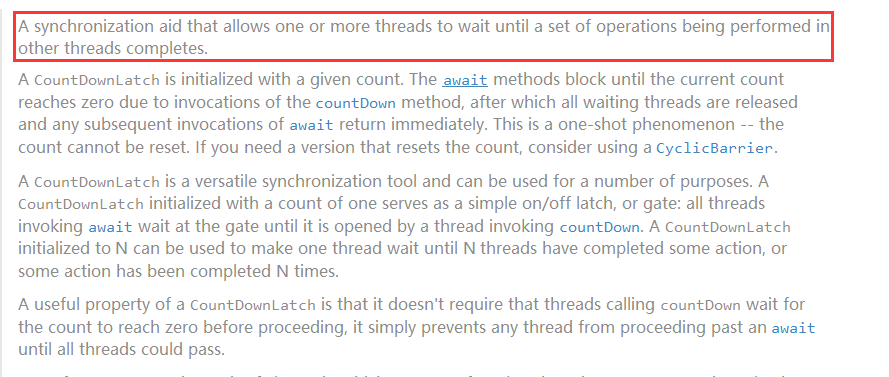 A synchronization aid that allows one or more threads to wait until a set of operations being performed in
other threads completes.
A CountDownLatch is initialized with a given count. The await methods block until the current count
reaches zero due to invocations of the countDown method, after which all waiting threads are released
and any subsequent invocations of await return immediately. This is a one-shot phenomenon -- the
count cannot be reset. If you need a version that resets the count, consider using a CyclicBarrier.
A CountDownLatch is a versatile synchronization tool and can be used for a number of purposes. A
CountDownLatch initialized with a count of one serves as a simple on/off latch, or gate: all threads
invoking await wait at the gate until it is opened by a thread invoking countDown. A CountDownLatch
initialized to N can be used to make one thread wait until N threads have completed some action, or
some action has been completed N times.
A useful property of a CountDownLatch is that it doesn't require that threads calling countDown wait for
the count to reach zero before proceeding, it simply prevents any thread from proceeding past an await
until all threads could pass.